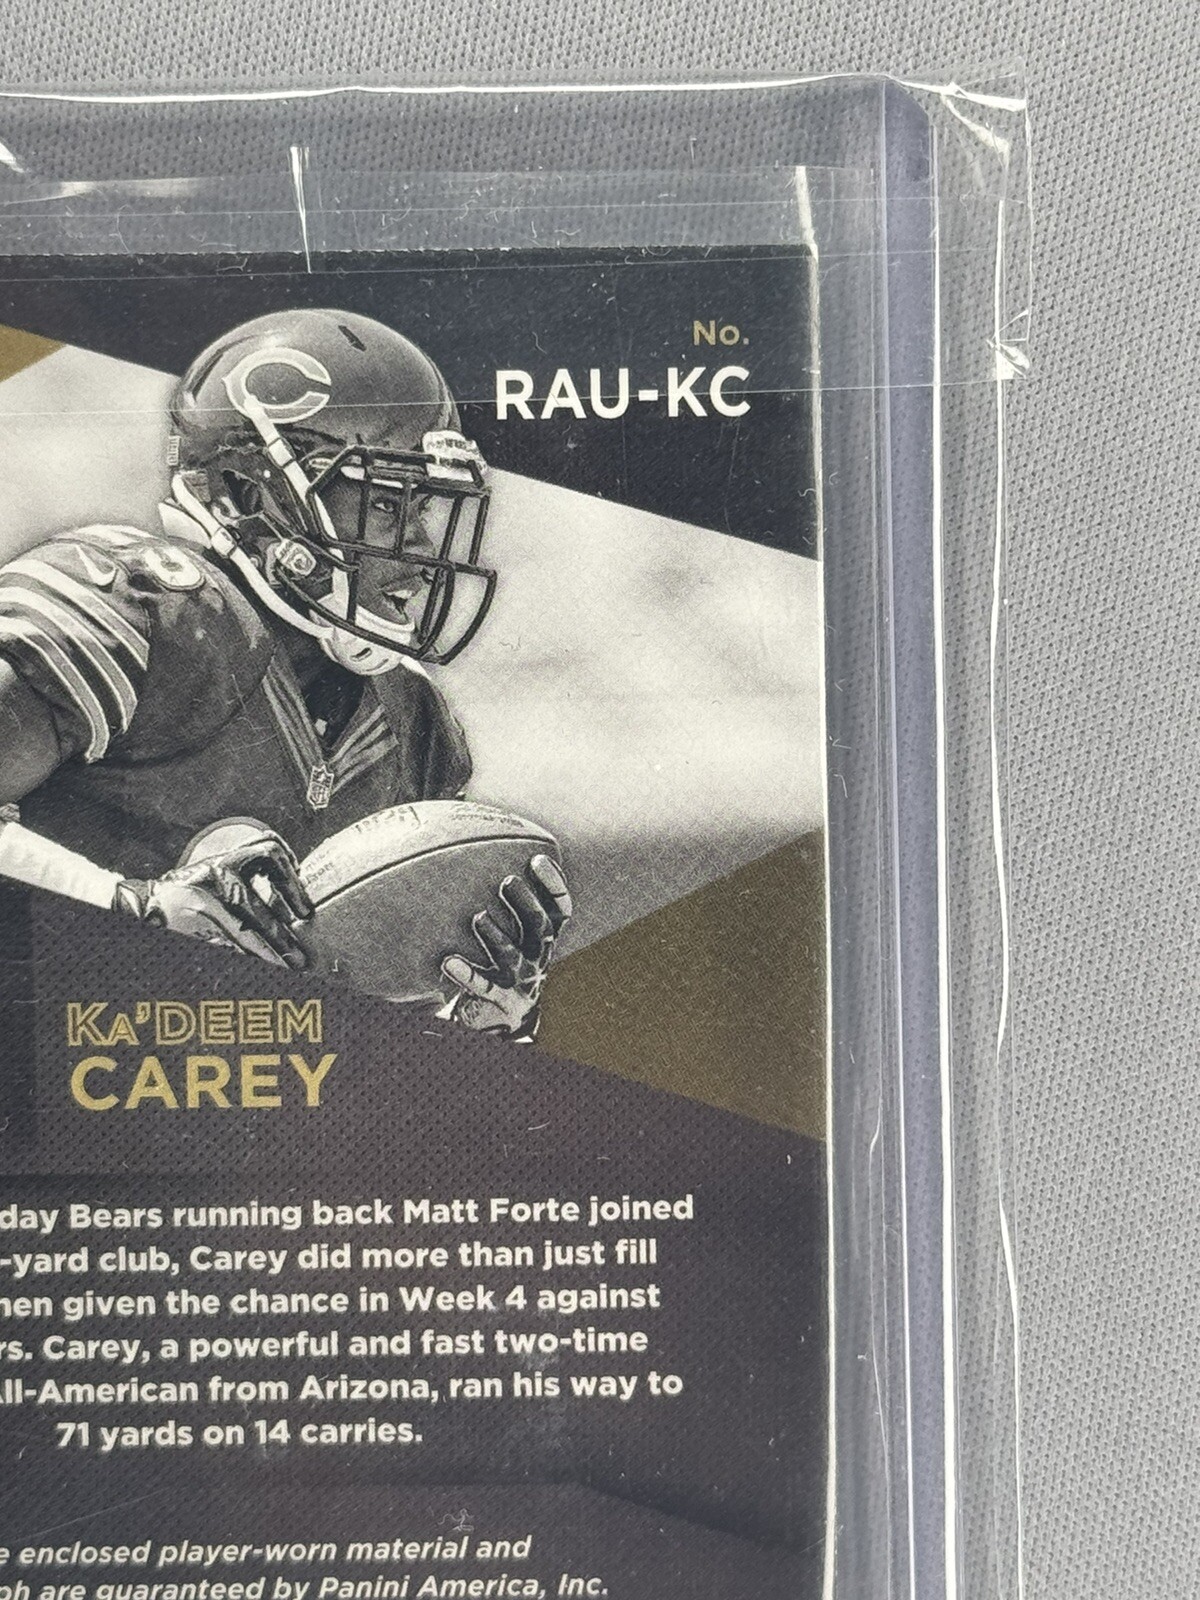 No.
RAU-KC
KA'DEEM
CAREY
day Bears running back Matt Forte joined
-yard club, Carey did more than just fill
given the chance in Week 4 against
Carey, a powerful and fast two-time
All-American from Arizona, ran his way to
71 yards on 14 carries.
enclosed player-worn material and
are guaranteed by Panini America, Inc.